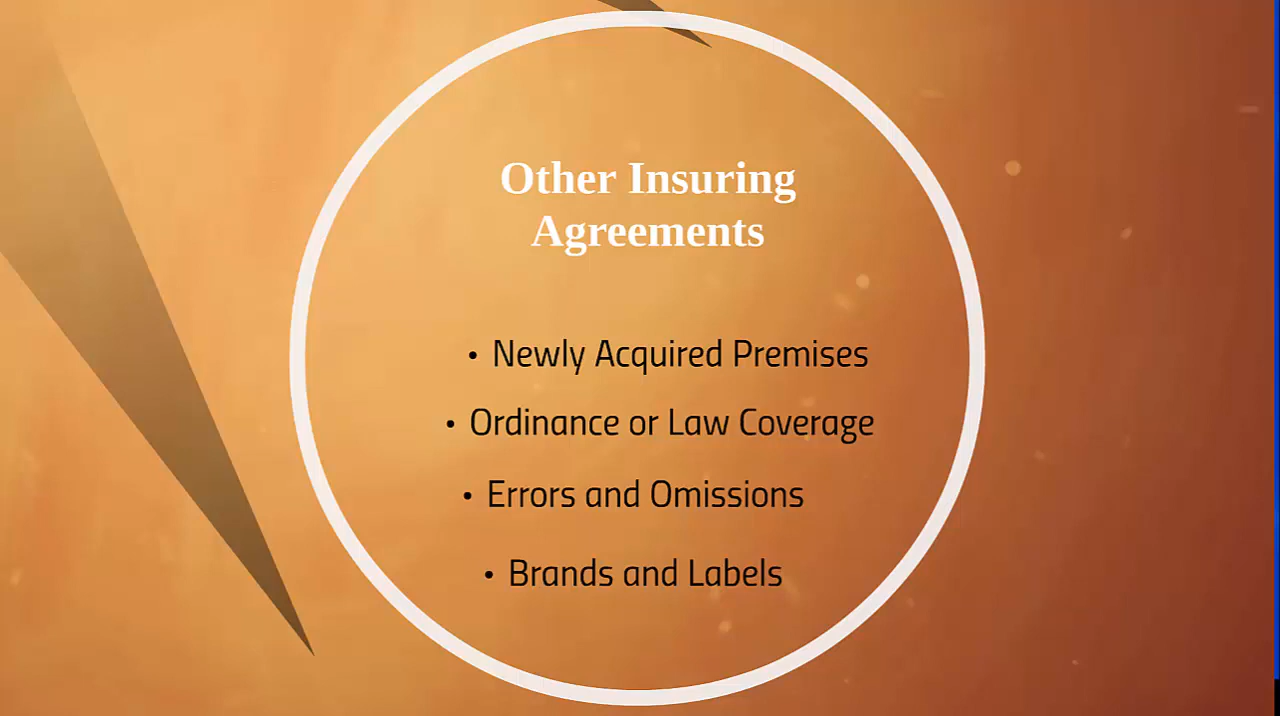 Other Insuring
Agreements
• Newly Acquired Premises
• Ordinance or Law Coverage
• Errors and Omissions
• Brands and Labels